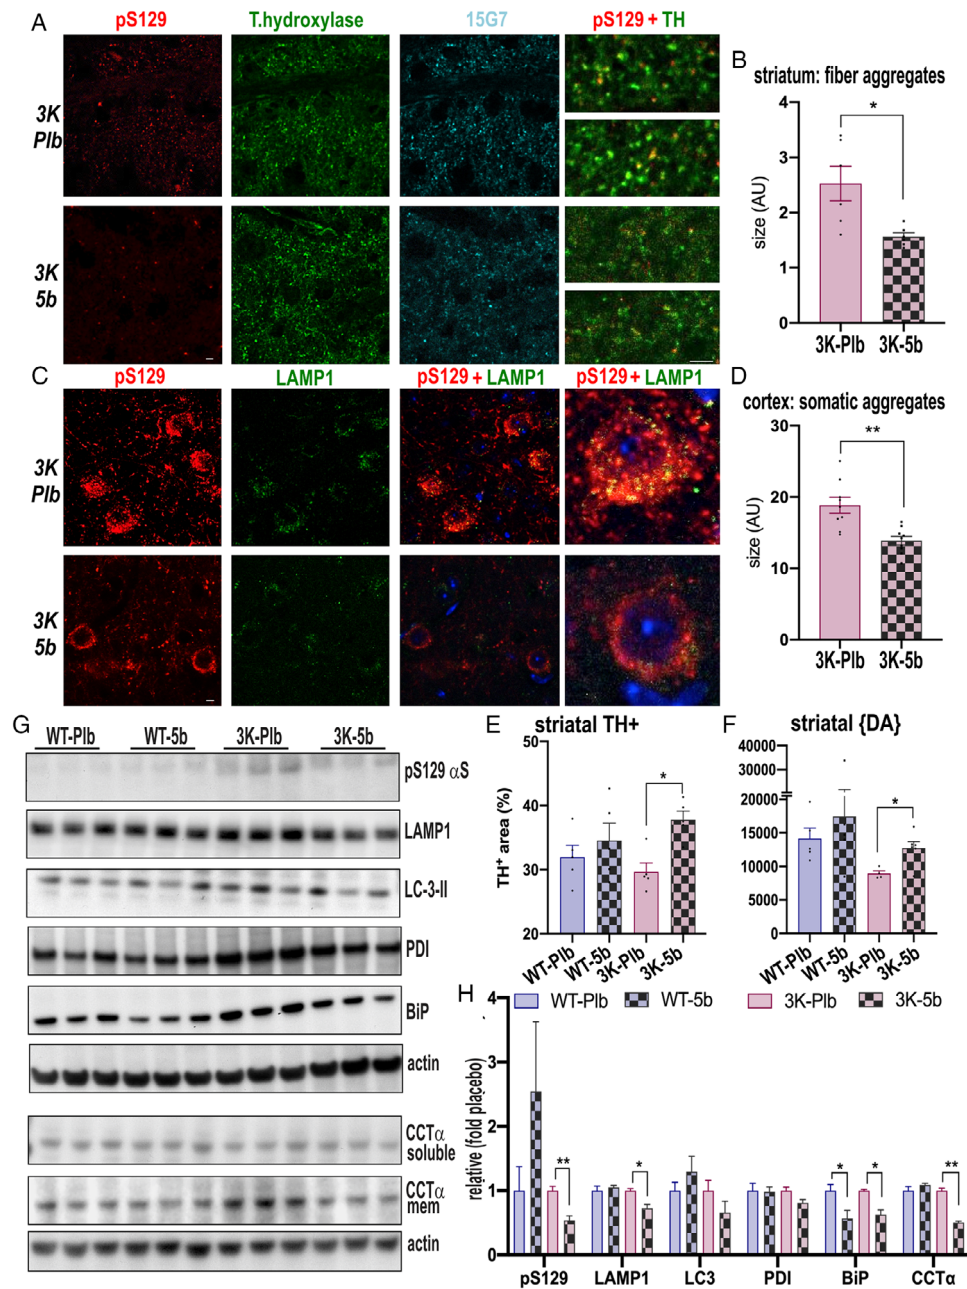 A
pS129
T.hydroxylase
15G7
pS129 + TH
3K
Plb
3K
5b
B
striatum: fiber aggregates
4
3
2
1
0
size (AU)
*
3K-Plb
3K-5b
C
pS129
LAMP1
pS129 + LAMP1
pS129 + LAMP1
3K
Plb
3K
5b
D
cortex: somatic aggregates
30
20
10
0
size (AU)
**
3K-Plb
3K-5b
G
WT-Plb
WT-5b
3K-Plb
3K-5b
pS129 αS
LAMP1
LC-3-II
PDI
BiP
actin
CCTα
soluble
CCTα
mem
actin
E
striatal TH+
50
40
30
20
TH⁺ area (%)
*
WT-Plb
WT-5b
3K-Plb
3K-5b
F
striatal {DA}
40000
30000
20000
15000
10000
5000
0
*
WT-Plb
WT-5b
3K-Plb
3K-5b
H
WT-Plb
WT-5b
3K-Plb
3K-5b
4
3
2
1
0
relative (fold placebo)
**
*
*
*
**
pS129
LAMP1
LC3
PDI
BiP
CCTα